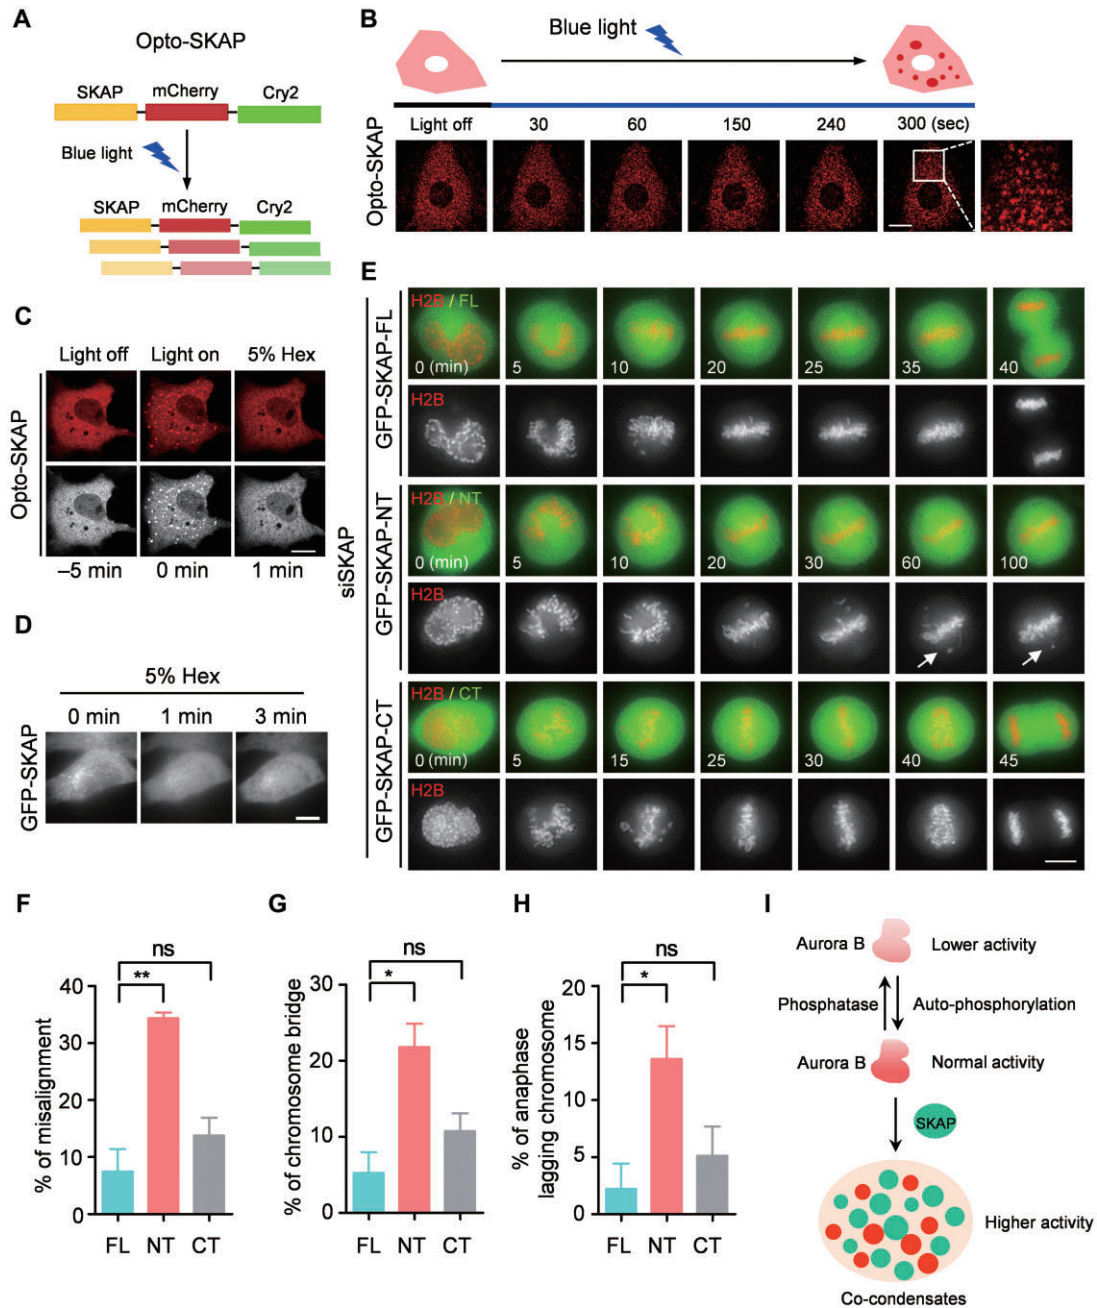 A
Opto-SKAP
SKAP mCherry Cry2
Blue light
SKAP mCherry Cry2
B
Blue light
Light off 30 60 150 240 300 (sec)
Opto-SKAP
C
Light off Light on 5% Hex
Opto-SKAP
–5 min 0 min 1 min
D
5% Hex
0 min 1 min 3 min
GFP-SKAP
E
siSKAP
GFP-SKAP-FL
H2B / FL
0 (min) 5 10 20 25 35 40
H2B
GFP-SKAP-NT
H2B / NT
0 (min) 5 10 20 30 60 100
H2B
GFP-SKAP-CT
H2B / CT
0 (min) 5 15 25 30 40 45
H2B
F
ns
**
% of misalignment
40
30
20
10
0
FL NT CT
G
ns
*
% of chromosome bridge
30
20
10
0
FL NT CT
H
ns
*
% of anaphase
lagging chromosome
20
15
10
5
0
FL NT CT
I
Aurora B Lower activity
Phosphatase Auto-phosphorylation
Aurora B Normal activity
SKAP
Higher activity
Co-condensates